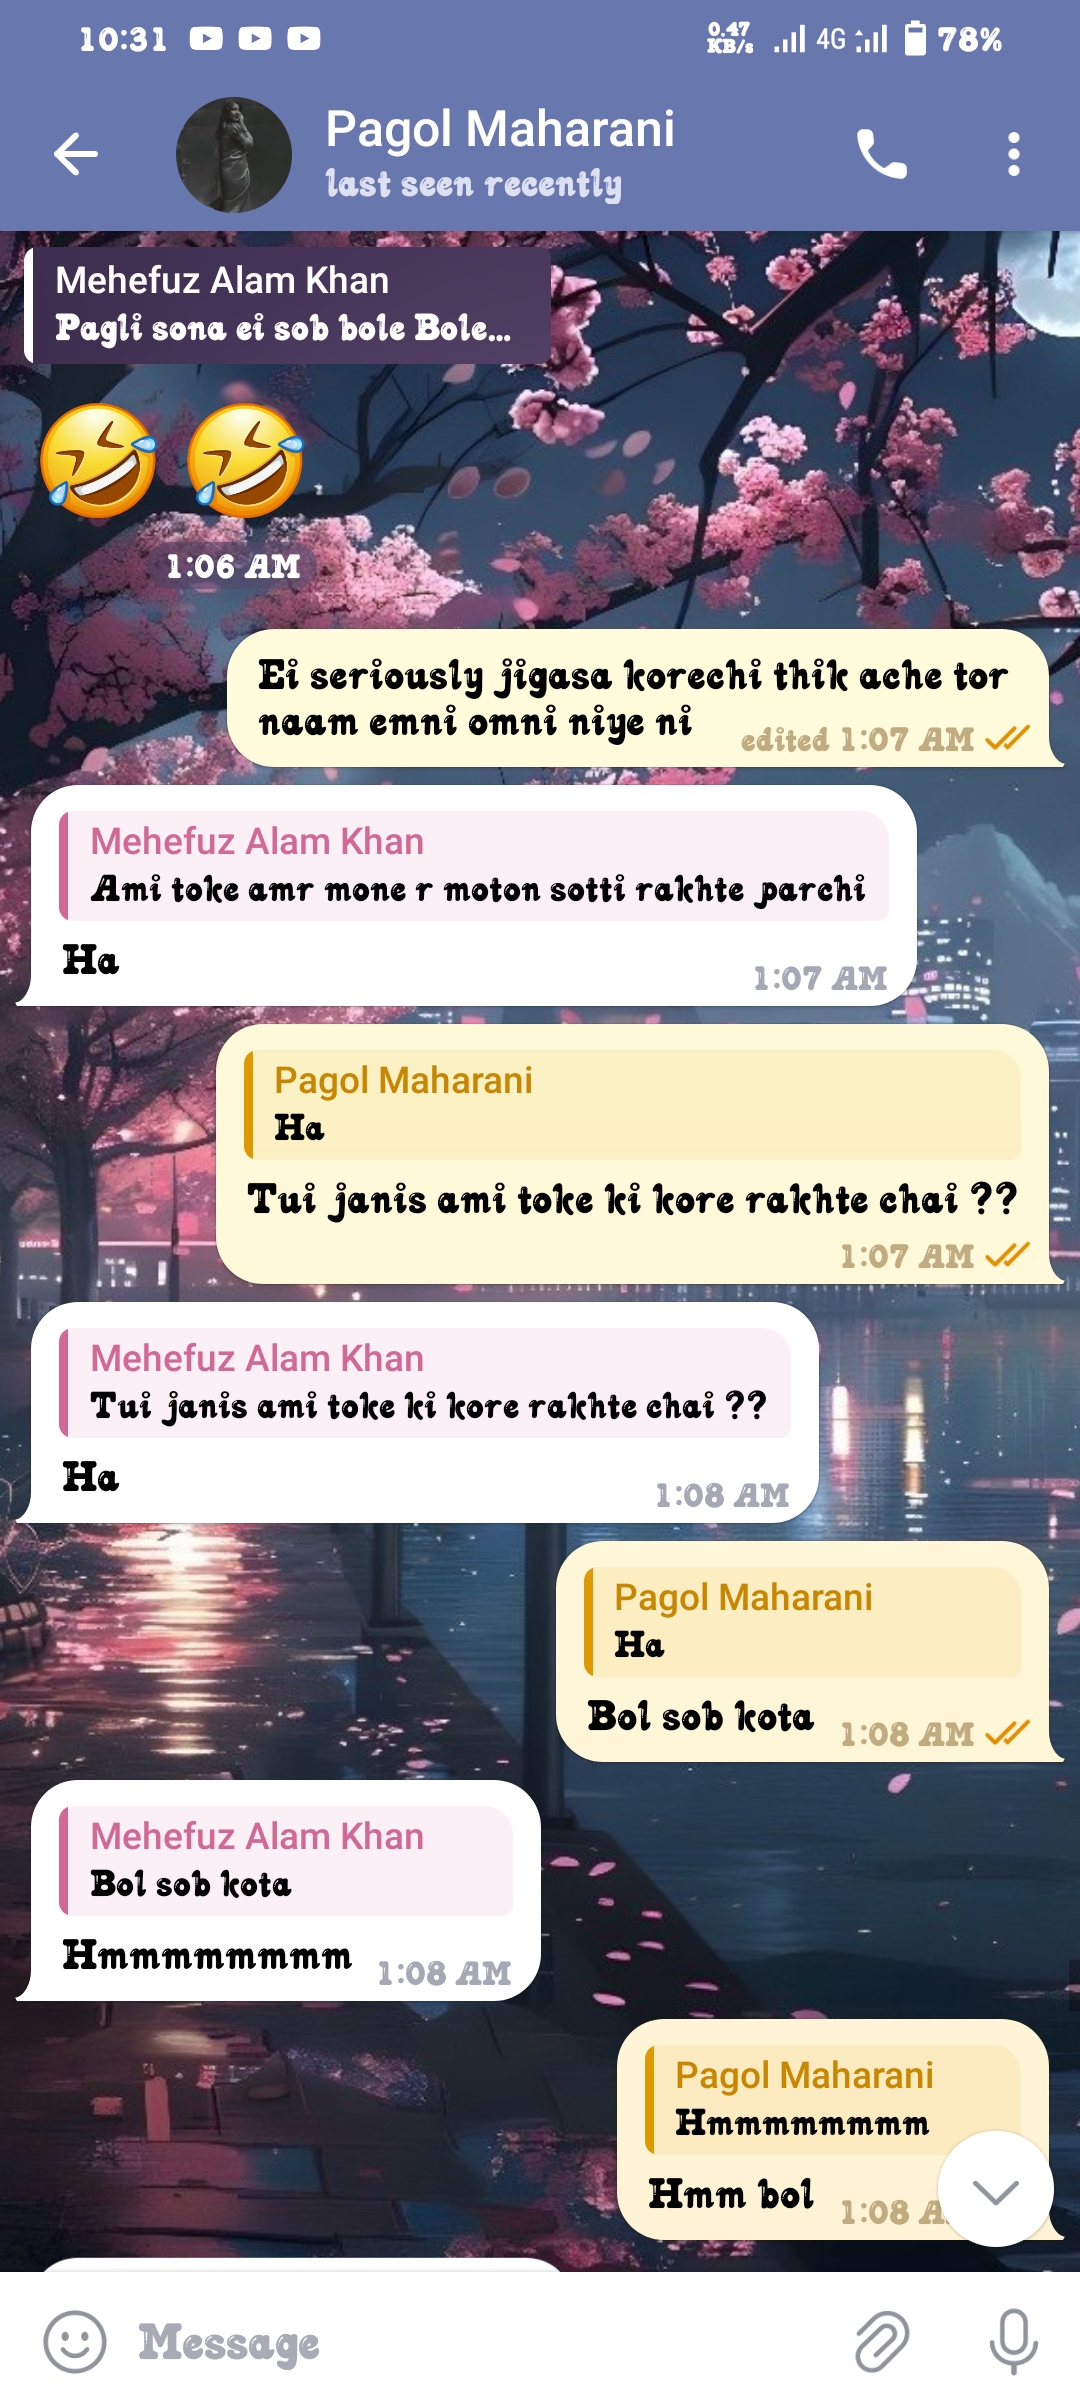 10:31
0.47
KB/s
4G
78%
Pagol Maharani
last seen recently
Mehefuz Alam Khan
Pagli sona ei sob bole Bole...
🤣 🤣
1:06 AM
Ei seriously jigasa korechi thik ache tor
naam emni omni niye ni
edited 1:07 AM
Mehefuz Alam Khan
Ami toke amr mone r moton sotti rakhte parchi
Ha
1:07 AM
Pagol Maharani
Ha
Tui janis ami toke ki kore rakhte chai ??
1:07 AM
Mehefuz Alam Khan
Tui janis ami toke ki kore rakhte chai ??
Ha
1:08 AM
Pagol Maharani
Ha
Bol sob kota
1:08 AM
Mehefuz Alam Khan
Bol sob kota
Hmmmmmmmm
1:08 AM
Pagol Maharani
Hmmmmmmmm
Hmm bol
1:08 A
Message